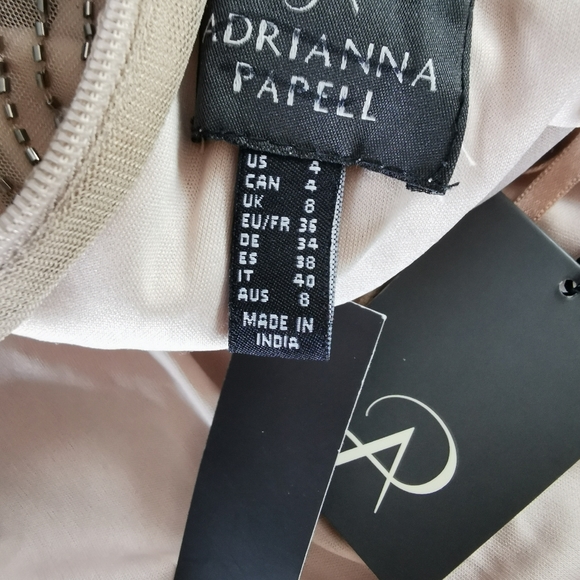 ADRIANNA
PAPELL
US 4
CAN 4
UK 8
EU/FR 36
DE 34
ES 38
IT 40
AUS 8
MADE IN
INDIA